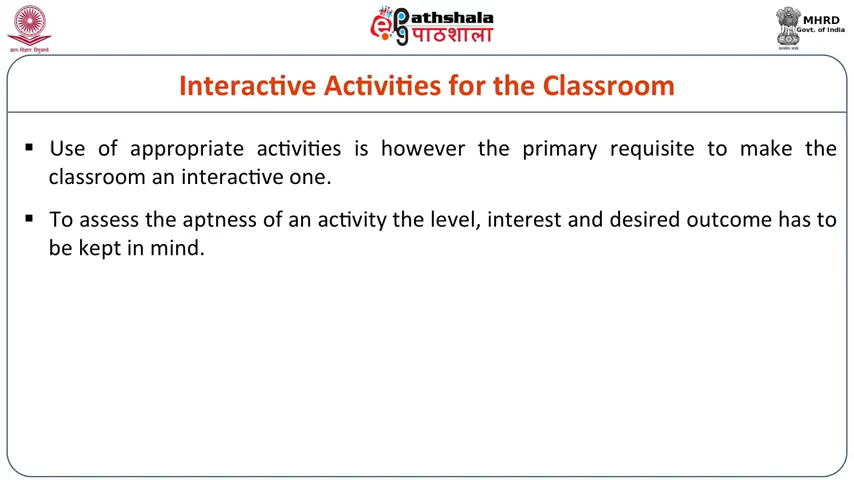 ePathshala
पाठशाला
MHRD
Govt. of India
Interactive Activities for the Classroom
Use of appropriate activities is however the primary requisite to make the
classroom an interactive one.
To assess the aptness of an activity the level, interest and desired outcome has to
be kept in mind.